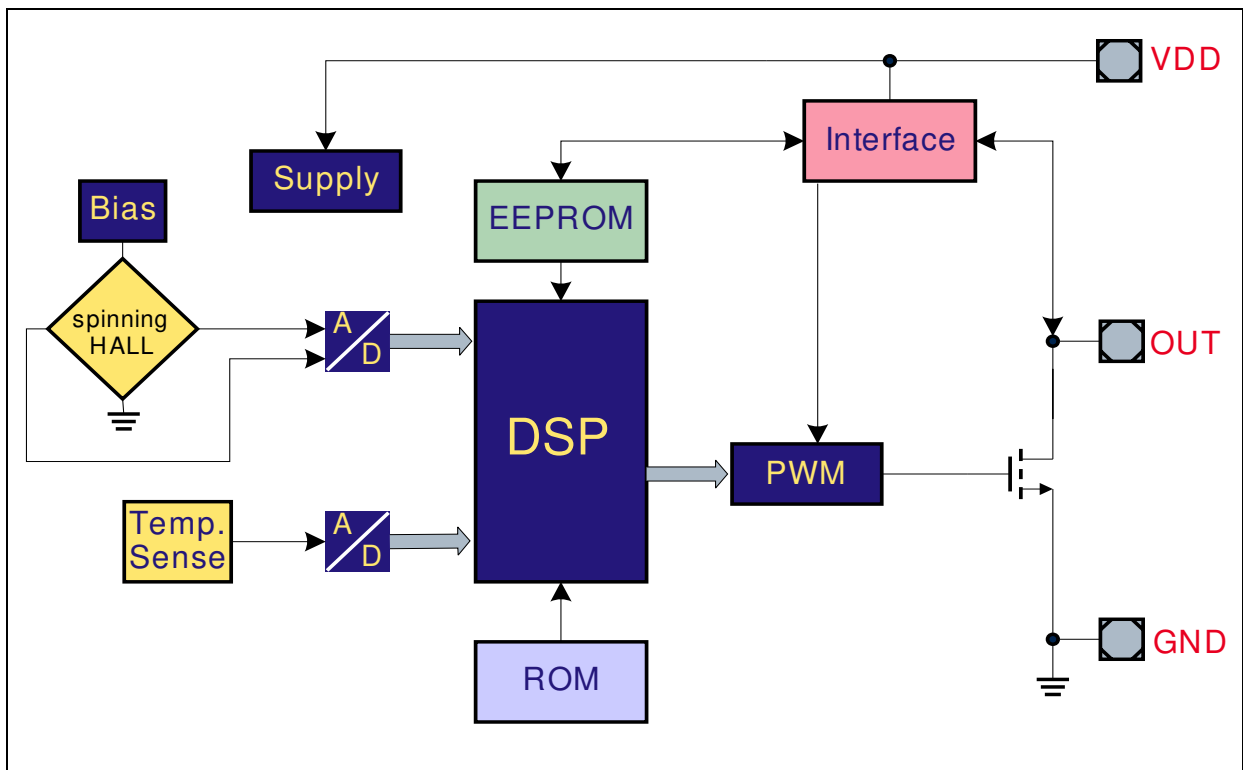 VDD
Interface
Supply
Bias
EEPROM
spinning
HALL
A
D
OUT
DSP
PWM
Temp.
Sense
A
D
GND
ROM